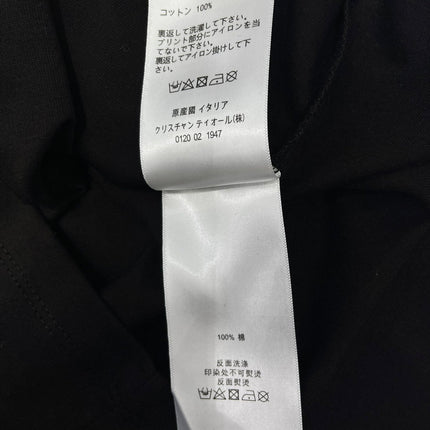 コットン 100%
裏返して洗濯して下さい。
プリント部分にアイロンを当
てないで下さい。
裏返してアイロン掛けして下
さい。
原産國 イタリア
クリスチャン ディオール(株)
0120 02 1947
100% 棉
反面洗涤
印染处不可熨烫
反面熨烫